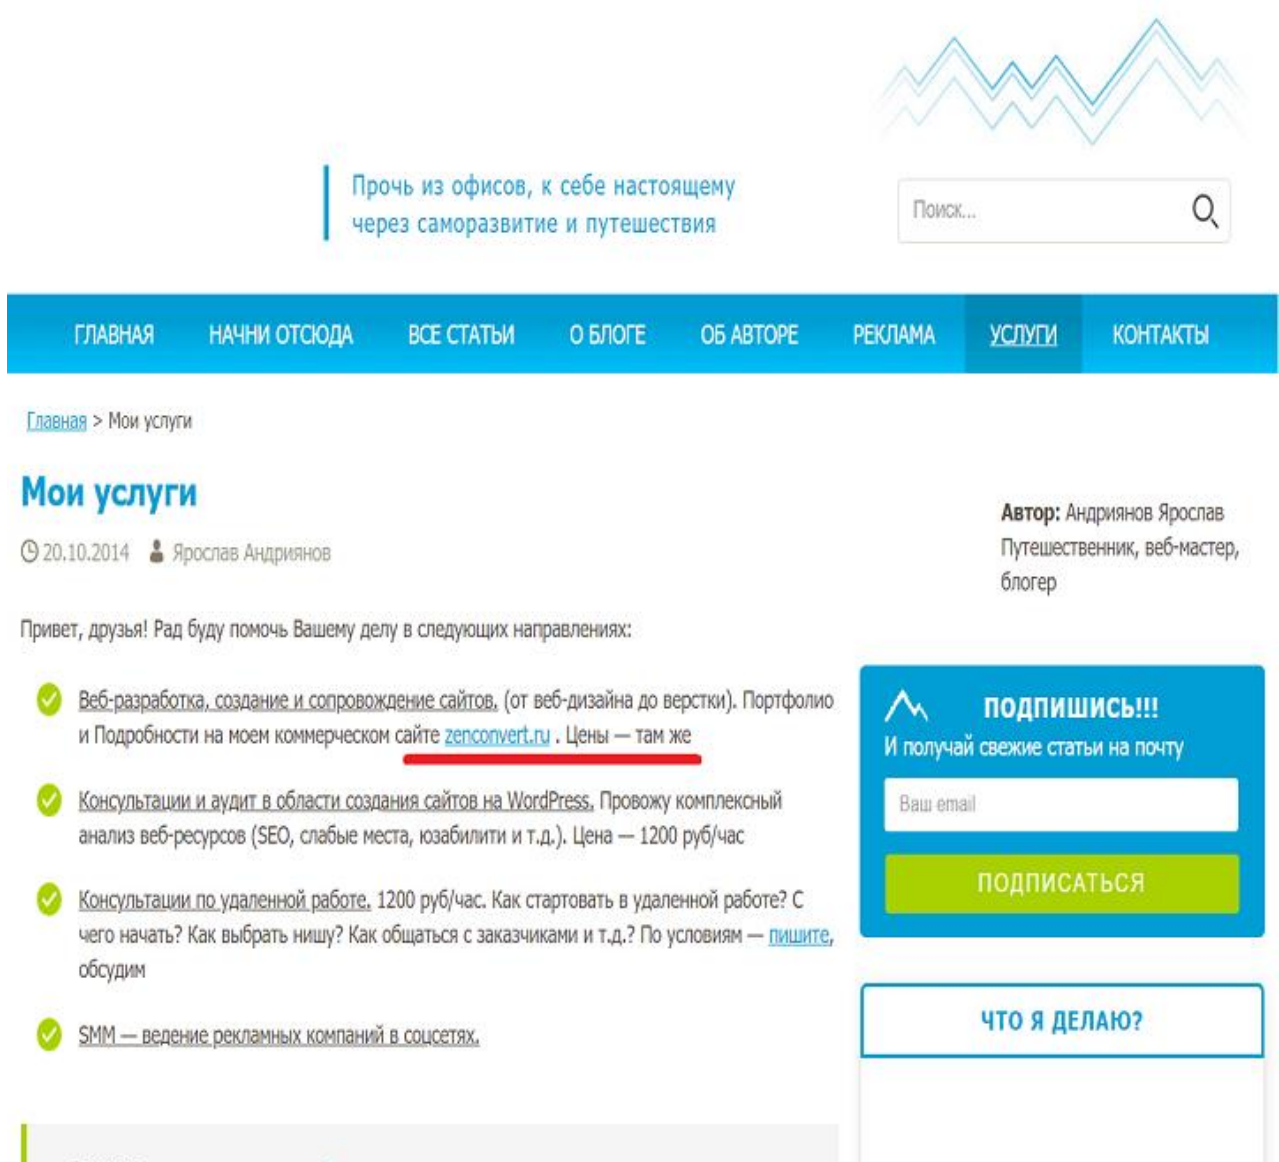 Прочь из офисов, к себе настоящему
через саморазвитие и путешествия
Поиск...
ГЛАВНАЯ НАЧНИ ОТСЮДА ВСЕ СТАТЬИ О БЛОГЕ ОБ АВТОРЕ РЕКЛАМА УСЛУГИ КОНТАКТЫ
Главная > Мои услуги
Мои услуги
20.10.2014 Ярослав Андриянов
Привет, друзья! Рад буду помочь Вашему делу в следующих направлениях:
Веб-разработка, создание и сопровождение сайтов. (от веб-дизайна до верстки). Портфолио
и Подробности на моем коммерческом сайте zenconvert.ru . Цены — там же
Консультации и аудит в области создания сайтов на WordPress. Провожу комплексный
анализ веб-ресурсов (SEO, слабые места, юзабилити и т.д.). Цена — 1200 руб/час
Консультации по удаленной работе. 1200 руб/час. Как стартовать в удаленной работе? С
чего начать? Как выбрать нишу? Как общаться с заказчиками и т.д.? По условиям — пишите,
обсудим
SMM — ведение рекламных компаний в соцсетях.
Автор: Андриянов Ярослав
Путешественник, веб-мастер,
блогер
ПОДПИШИСЬ!!!
И получай свежие статьи на почту
Ваш email
ПОДПИСАТЬСЯ
ЧТО Я ДЕЛАЮ?